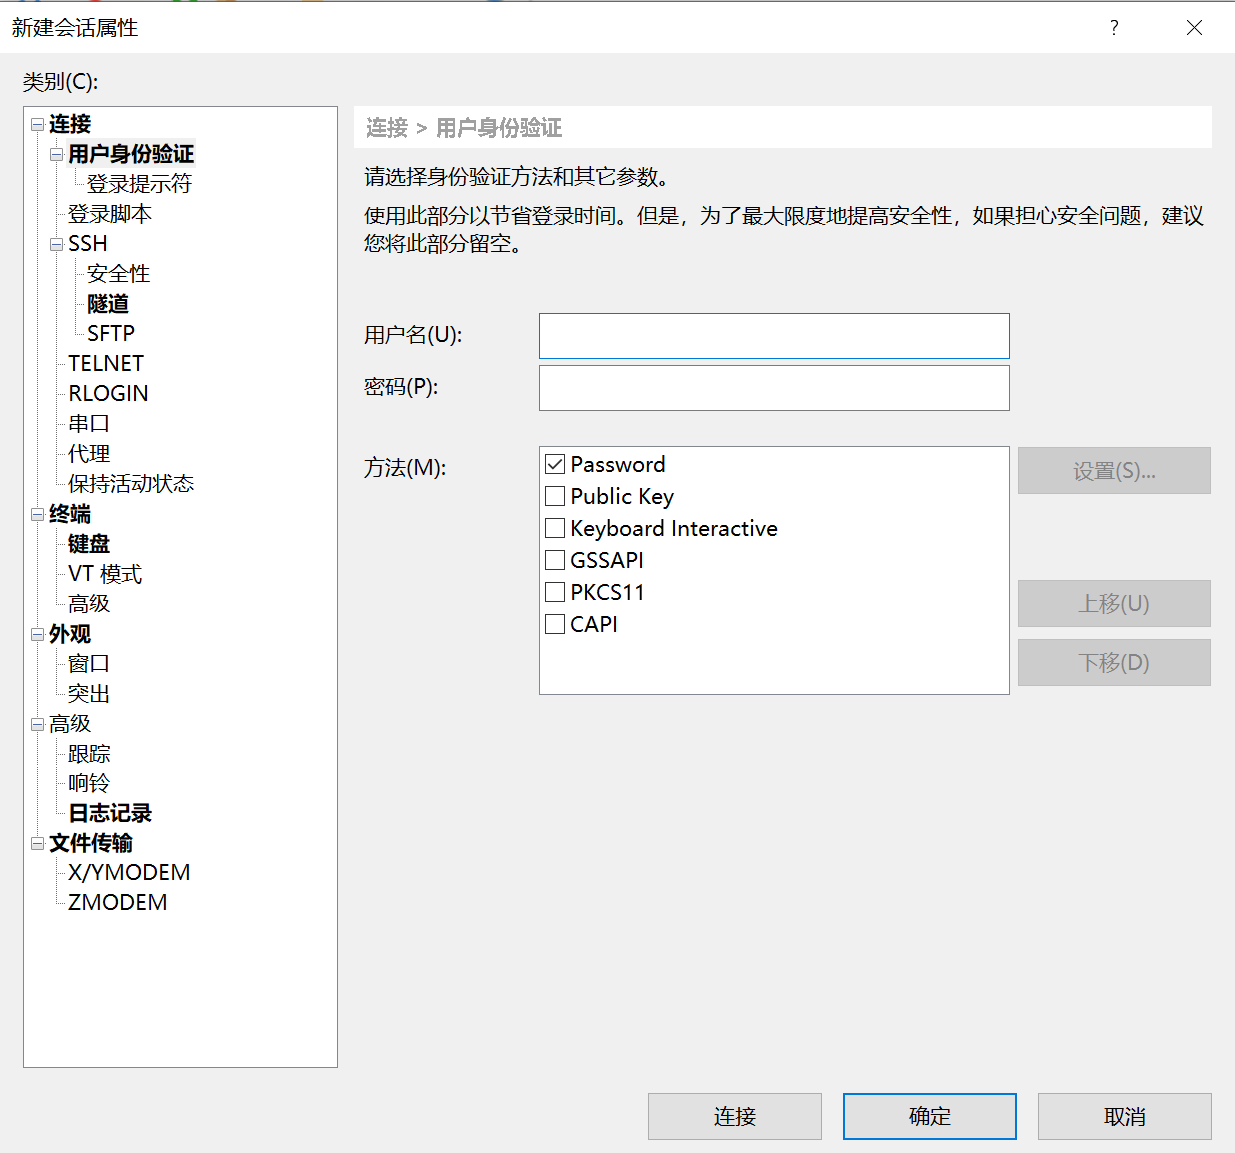 新建会话属性
?
类别(C):
连接
用户身份验证
登录提示符
登录脚本
SSH
安全性
隧道
SFTP
TELNET
RLOGIN
串口
代理
保持活动状态
终端
键盘
VT 模式
高级
外观
窗口
突出
高级
跟踪
响铃
日志记录
文件传输
X/YMODEM
ZMODEM
连接 > 用户身份验证
请选择身份验证方法和其它参数。
使用此部分以节省登录时间。但是，为了最大限度地提高安全性，如果担心安全问题，建议
您将此部分留空。
用户名(U):
密码(P):
方法(M):
Password
Public Key
Keyboard Interactive
GSSAPI
PKCS11
CAPI
设置(S)...
上移(U)
下移(D)
连接
确定
取消